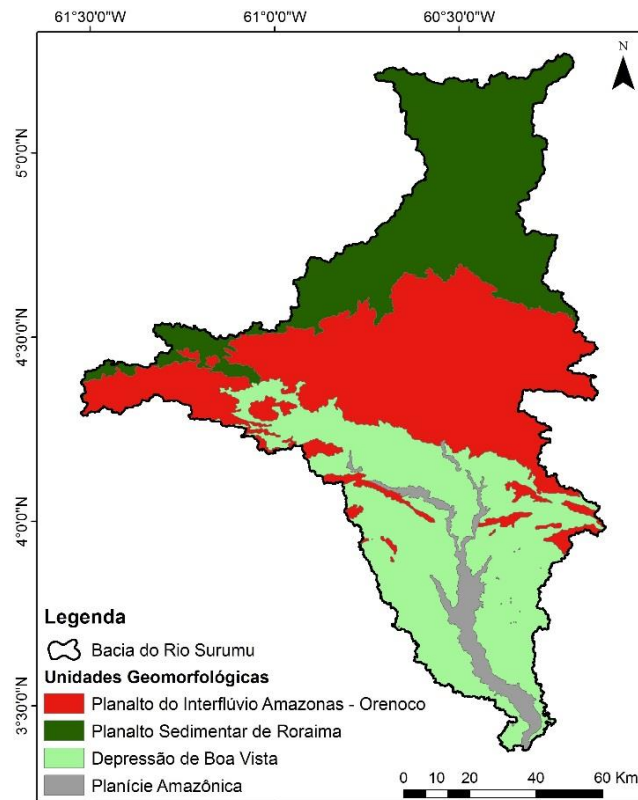 61°30'0"W 61°0'0"W 60°30'0"W
N
5°0'0"N
4°30'0"N
4°0'0"N
3°30'0"N
Legenda
Bacia do Rio Surumu
Unidades Geomorfológicas
Planalto do Interflúvio Amazonas - Orenoco
Planalto Sedimentar de Roraima
Depressão de Boa Vista
Planície Amazônica
0 10 20 40 60 Km